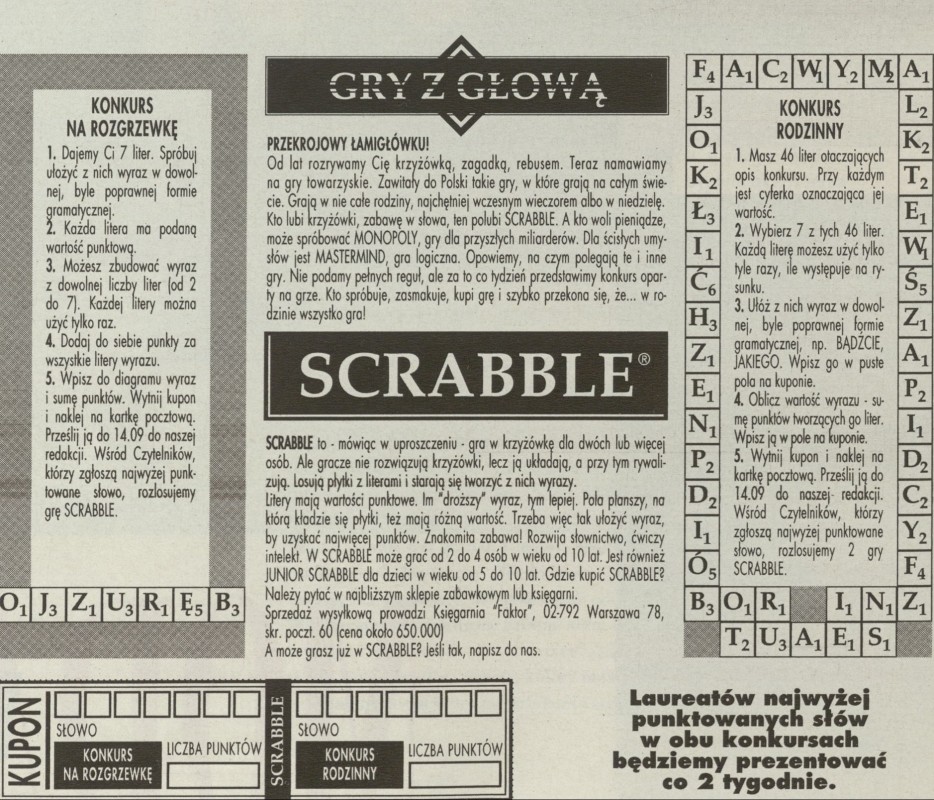 KONKURS
NA ROZGRZEWKĘ
1. Dajemy Ci 7 liter. Spróbuj
ułożyć z nich wyraz w dowol-
nej, byle poprawnej formie
gramatycznej.
2. Każda litera ma podaną
wartość punktową.
3. Możesz zbudować wyraz
z dowolnej liczby liter (od 2
do 7). Każdej litery można
użyć tylko raz.
4. Dodaj do siebie punkty za
wszystkie litery wyrazu.
5. Wpisz do diagramu wyraz
i sumę punktów. Wytnij kupon
i naklej na kartkę pocztową.
Prześlij ją do 14.09 do naszej
redakcji. Wśród Czytelników,
którzy zgłoszą najwyżej punk-
towane słowo, rozlosujemy
grę SCRABBLE.
O1 J3 Z1 U3 R1 Ę5 B3
GRY Z GŁOWĄ
PRZEKROJOWY ŁAMIGŁÓWKU!
Od lat rozrywamy Cię krzyżówką, zagadką, rebusem. Teraz namawiamy
na gry towarzyskie. Zawitały do Polski takie gry, w które grają na całym świe-
cie. Grają w nie całe rodziny, najchętniej wczesnym wieczorem albo w niedzielę.
Kto lubi krzyżówki, zabawę w słowa, ten polubi SCRABBLE. A kto woli pieniądze,
może spróbować MONOPOLY, gry dla przyszłych miliarderów. Dla ścisłych umy-
słów jest MASTERMIND, gra logiczna. Opowiemy, na czym polegają te i inne
gry. Nie podamy pełnych reguł, ale za to co tydzień przedstawimy konkurs opar-
ty na grze. Kto spróbuje, zasmakuje, kupi grę i szybko przekona się, że... w ro-
dzinie wszystko gra!
SCRABBLE®
SCRABBLE to - mówiąc w uproszczeniu - gra w krzyżówkę dla dwóch lub więcej
osób. Ale gracze nie rozwiązują krzyżówki, lecz ją układają, a przy tym rywali-
zują. Losują płytki z literami i starają się tworzyć z nich wyrazy.
Litery mają wartości punktowe. Im "droższy" wyraz, tym lepiej. Pola planszy, na
którą kładzie się płytki, też mają różną wartość. Trzeba więc tak ułożyć wyraz,
by uzyskać najwięcej punktów. Znakomita zabawa! Rozwija słownictwo, ćwiczy
intelekt. W SCRABBLE może grać od 2 do 4 osób w wieku od 10 lat. Jest również
JUNIOR SCRABBLE dla dzieci w wieku od 5 do 10 lat. Gdzie kupić SCRABBLE?
Należy pytać w najbliższym sklepie zabawkowym lub księgarni.
Sprzedaż wysyłkową prowadzi Księgarnia "Faktor", 02-792 Warszawa 78,
skr. poczt. 60 (cena około 650.000)
A może grasz już w SCRABBLE? Jeśli tak, napisz do nas.
F4 A1 C2 W1 Y2 M2 A1
J3
O1
K2
Ł3
I1
Ć6
H3
Z1
E1
N1
P2
D2
I1
Ó5
KONKURS
RODZINNY
1. Masz 46 liter otaczających
opis konkursu. Przy każdym
jest cyferka oznaczająca jej
wartość.
2. Wybierz 7 z tych 46 liter.
Każdą literę możesz użyć tylko
tyle razy, ile występuje na ry-
sunku.
3. Ułóż z nich wyraz w dowol-
nej, byle poprawnej formie
gramatycznej, np. BĄDŹCIE,
JAKIEGO. Wpisz go w puste
pola na kuponie.
4. Oblicz wartość wyrazu - su-
mę punktów tworzących go liter.
Wpisz ją w pole na kuponie.
5. Wytnij kupon i naklej na
kartkę pocztową. Prześlij ją do
14.09 do naszej redakcji.
Wśród Czytelników, którzy
zgłoszą najwyżej punktowane
słowo, rozlosujemy 2 gry
SCRABBLE.
L2
K2
T2
E1
W1
Ś5
Z1
A1
P2
I1
D2
C2
Y2
F4
B3 O1 R1 I1 N1 Z1
T2 U3 A1 E1 S1
KUPON
SŁOWO
KONKURS
NA ROZGRZEWKĘ
LICZBA PUNKTÓW
SCRABBLE
SŁOWO
KONKURS
RODZINNY
LICZBA PUNKTÓW
Laureatów najwyżej
punktowanych słów
w obu konkursach
będziemy prezentować
co 2 tygodnie.